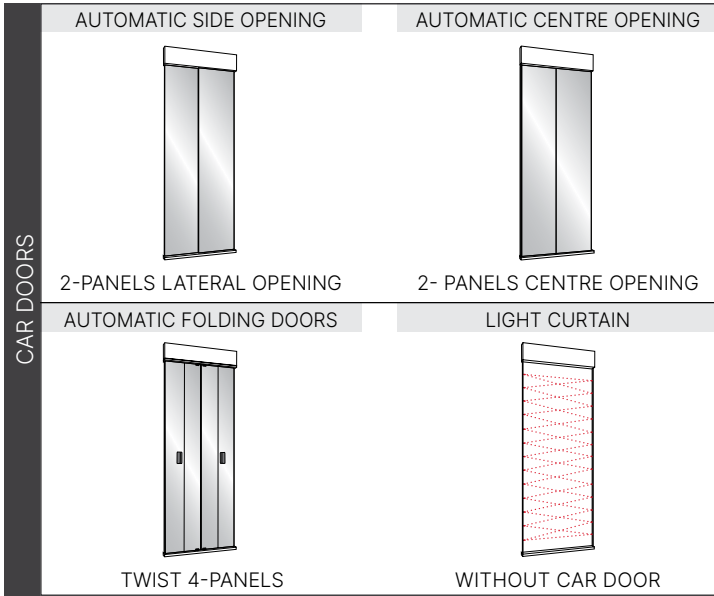 CAR DOORS
AUTOMATIC SIDE OPENING
2-PANELS LATERAL OPENING
AUTOMATIC CENTRE OPENING
2- PANELS CENTRE OPENING
AUTOMATIC FOLDING DOORS
TWIST 4-PANELS
LIGHT CURTAIN
WITHOUT CAR DOOR